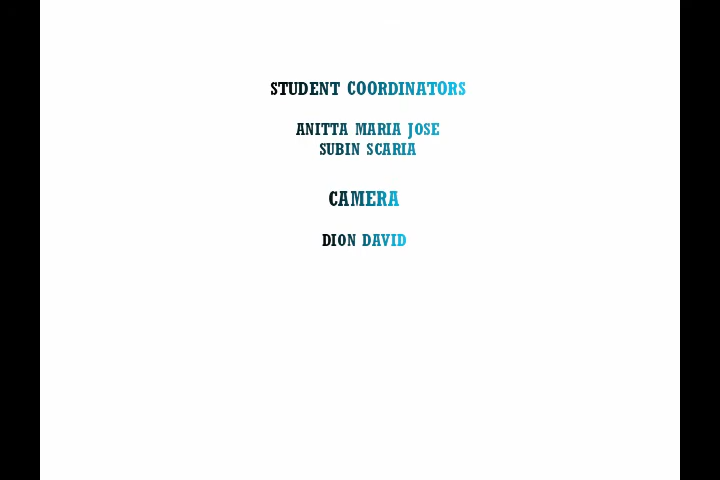 STUDENT COORDINATORS
ANITTA MARIA JOSE
SUBIN SCARIA
CAMERA
DION DAVID